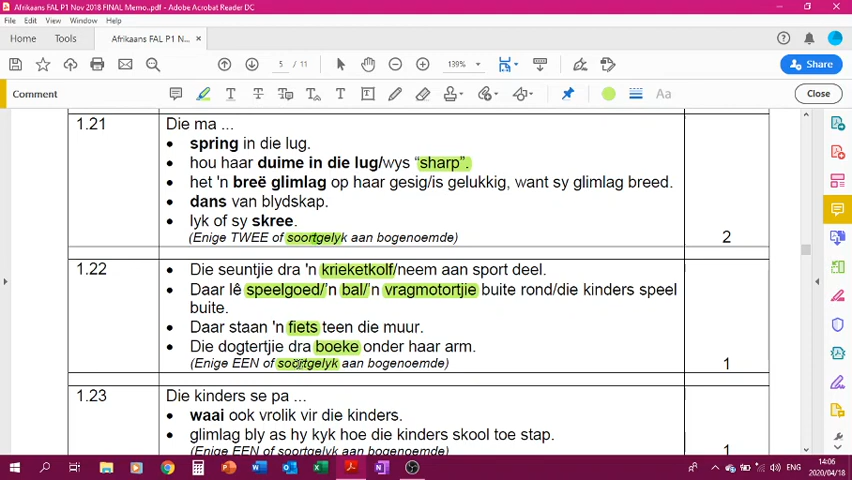 Afrikaans FAL P1 Nov 2018 FINAL Memo..pdf - Adobe Acrobat Reader DC
File Edit View Window Help
Home Tools Afrikaans FAL P1 N... × Share
5 / 11 139%
Comment Aa Close
1.21 Die ma ...
• spring in die lug.
• hou haar duime in die lug/wys "sharp".
• het 'n breë glimlag op haar gesig/is gelukkig, want sy glimlag breed.
• dans van blydskap.
• lyk of sy skree.
(Enige TWEE of soortgelyk aan bogenoemde) 2
1.22 • Die seuntjie dra 'n krieketkolf/neem aan sport deel.
• Daar lê speelgoed/'n bal/'n vragmotortjie buite rond/die kinders speel
buite.
• Daar staan 'n fiets teen die muur.
• Die dogtertjie dra boeke onder haar arm.
(Enige EEN of soortgelyk aan bogenoemde) 1
1.23 Die kinders se pa ...
• waai ook vrolik vir die kinders.
• glimlag bly as hy kyk hoe die kinders skool toe stap.
(Enige EEN of soortgelyk aan bogenoemde) 1
ENG 14:06
2020/04/18